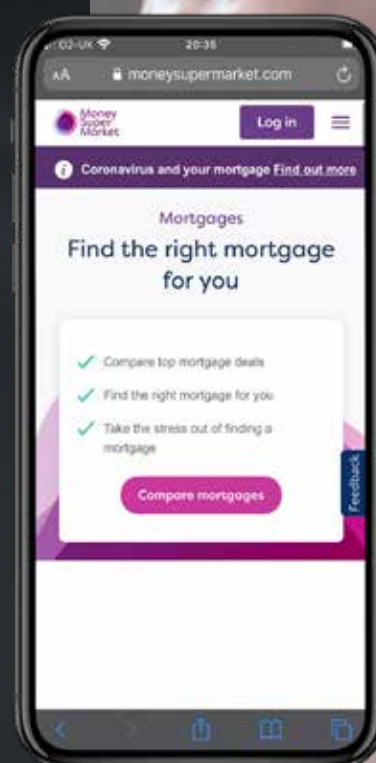 O2-UK 20:35
AA moneysupermarket.com
Money
Super
Market
Log in
i Coronavirus and your mortgage Find out more
Mortgages
Find the right mortgage
for you
Compare top mortgage deals
Find the right mortgage for you
Take the stress out of finding a
mortgage
Compare mortgages
Feedback